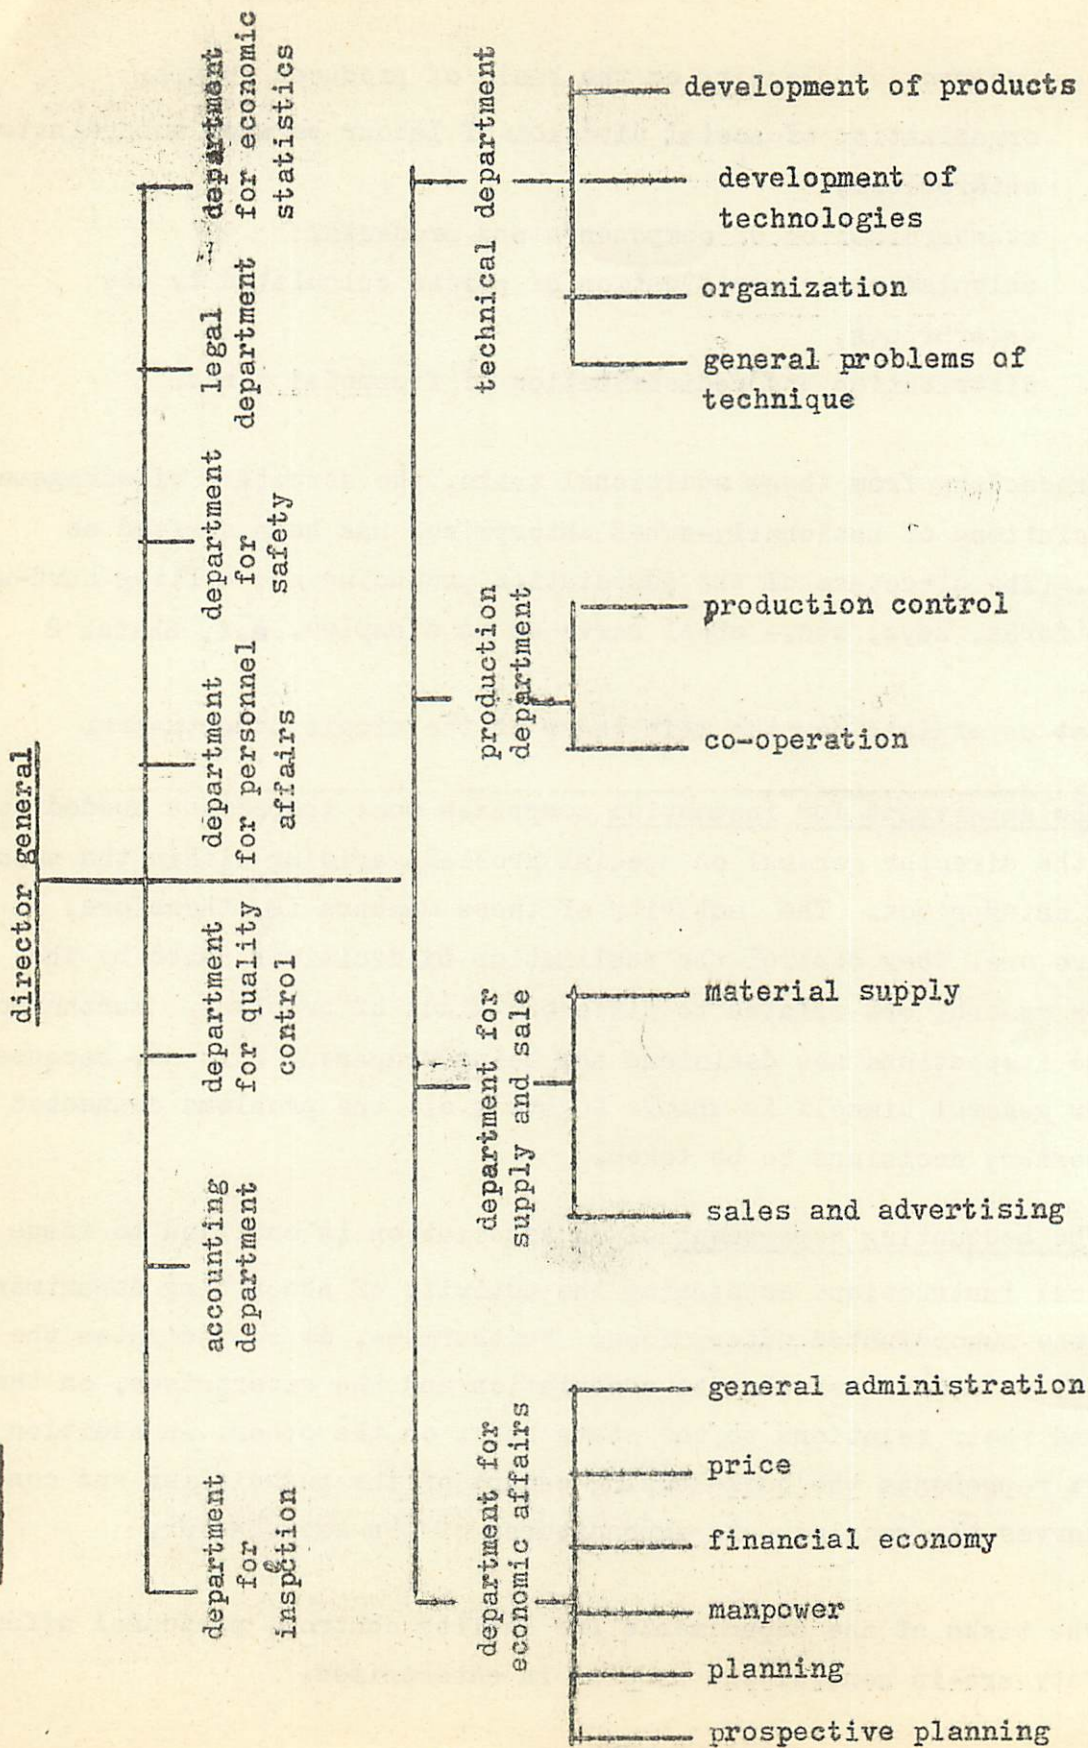 director general
department
for
inspection
accounting
department
department
for quality
control
department
for personnel
affairs
department
for
safety
legal
department
department
for economic
statistics
department for
economic affairs
prospective planning
planning
manpower
financial economy
price
general administration
department for
supply and sale
sales and advertising
material supply
production
department
co-operation
production control
technical department
general problems of
technique
organization
development of
technologies
development of products